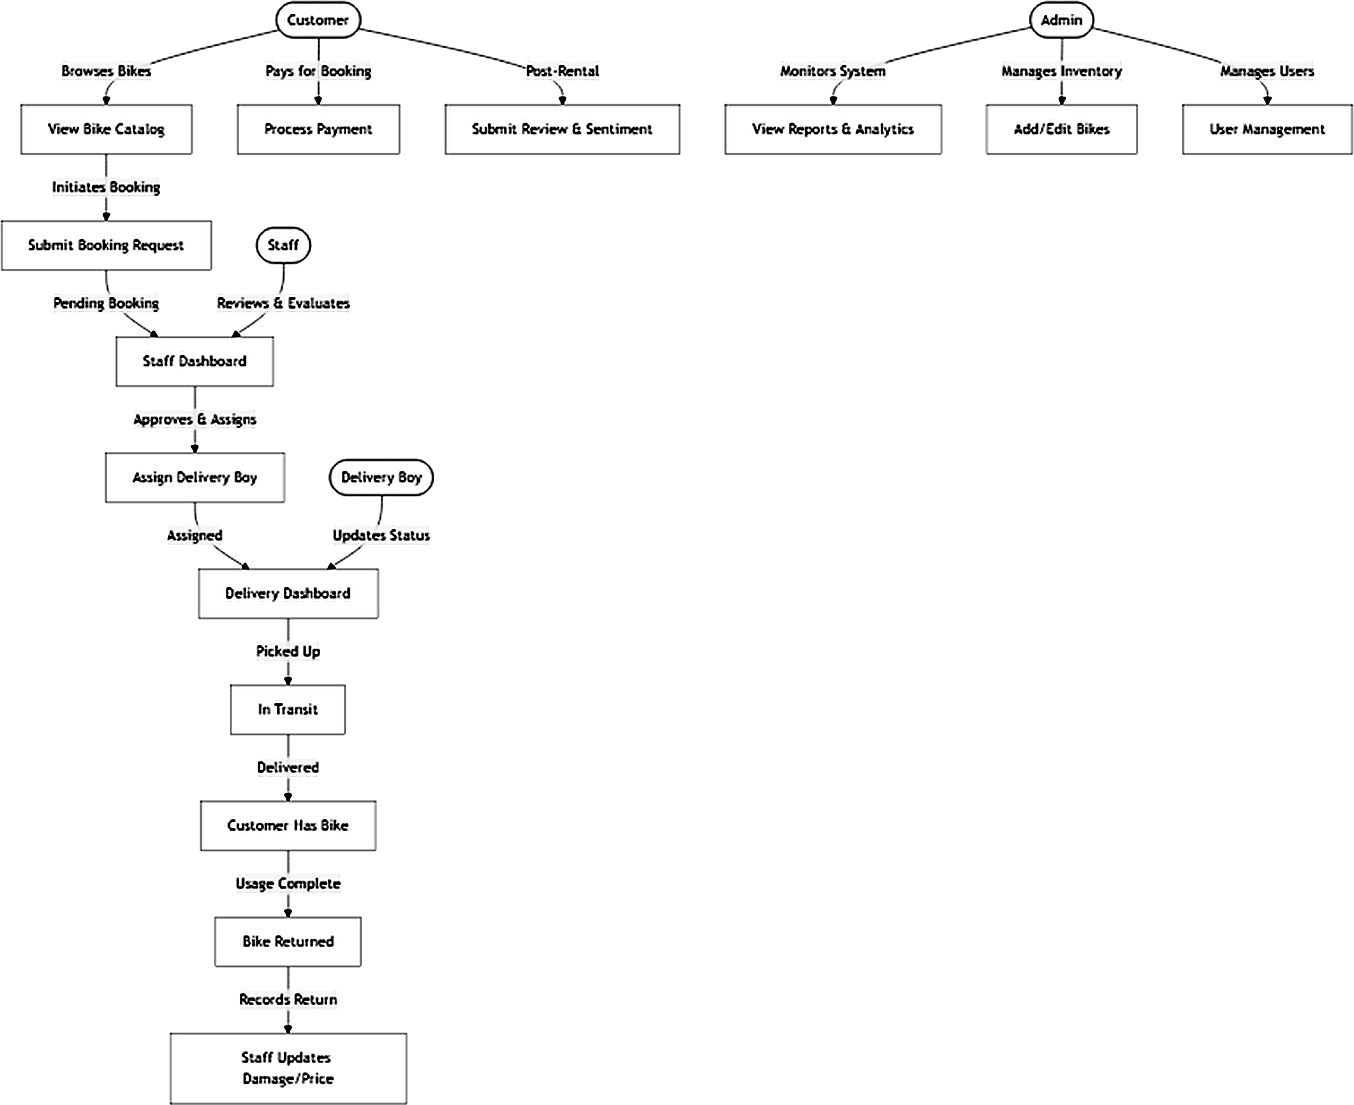 Customer
Admin
Browses Bikes
Pays for Booking
Post-Rental
Monitors System
Manages Inventory
Manages Users
View Bike Catalog
Process Payment
Submit Review & Sentiment
View Reports & Analytics
Add/Edit Bikes
User Management
Initiates Booking
Submit Booking Request
Staff
Pending Booking
Reviews & Evaluates
Staff Dashboard
Approves & Assigns
Assign Delivery Boy
Delivery Boy
Assigned
Updates Status
Delivery Dashboard
Picked Up
In Transit
Delivered
Customer Has Bike
Usage Complete
Bike Returned
Records Return
Staff Updates
Damage/Price